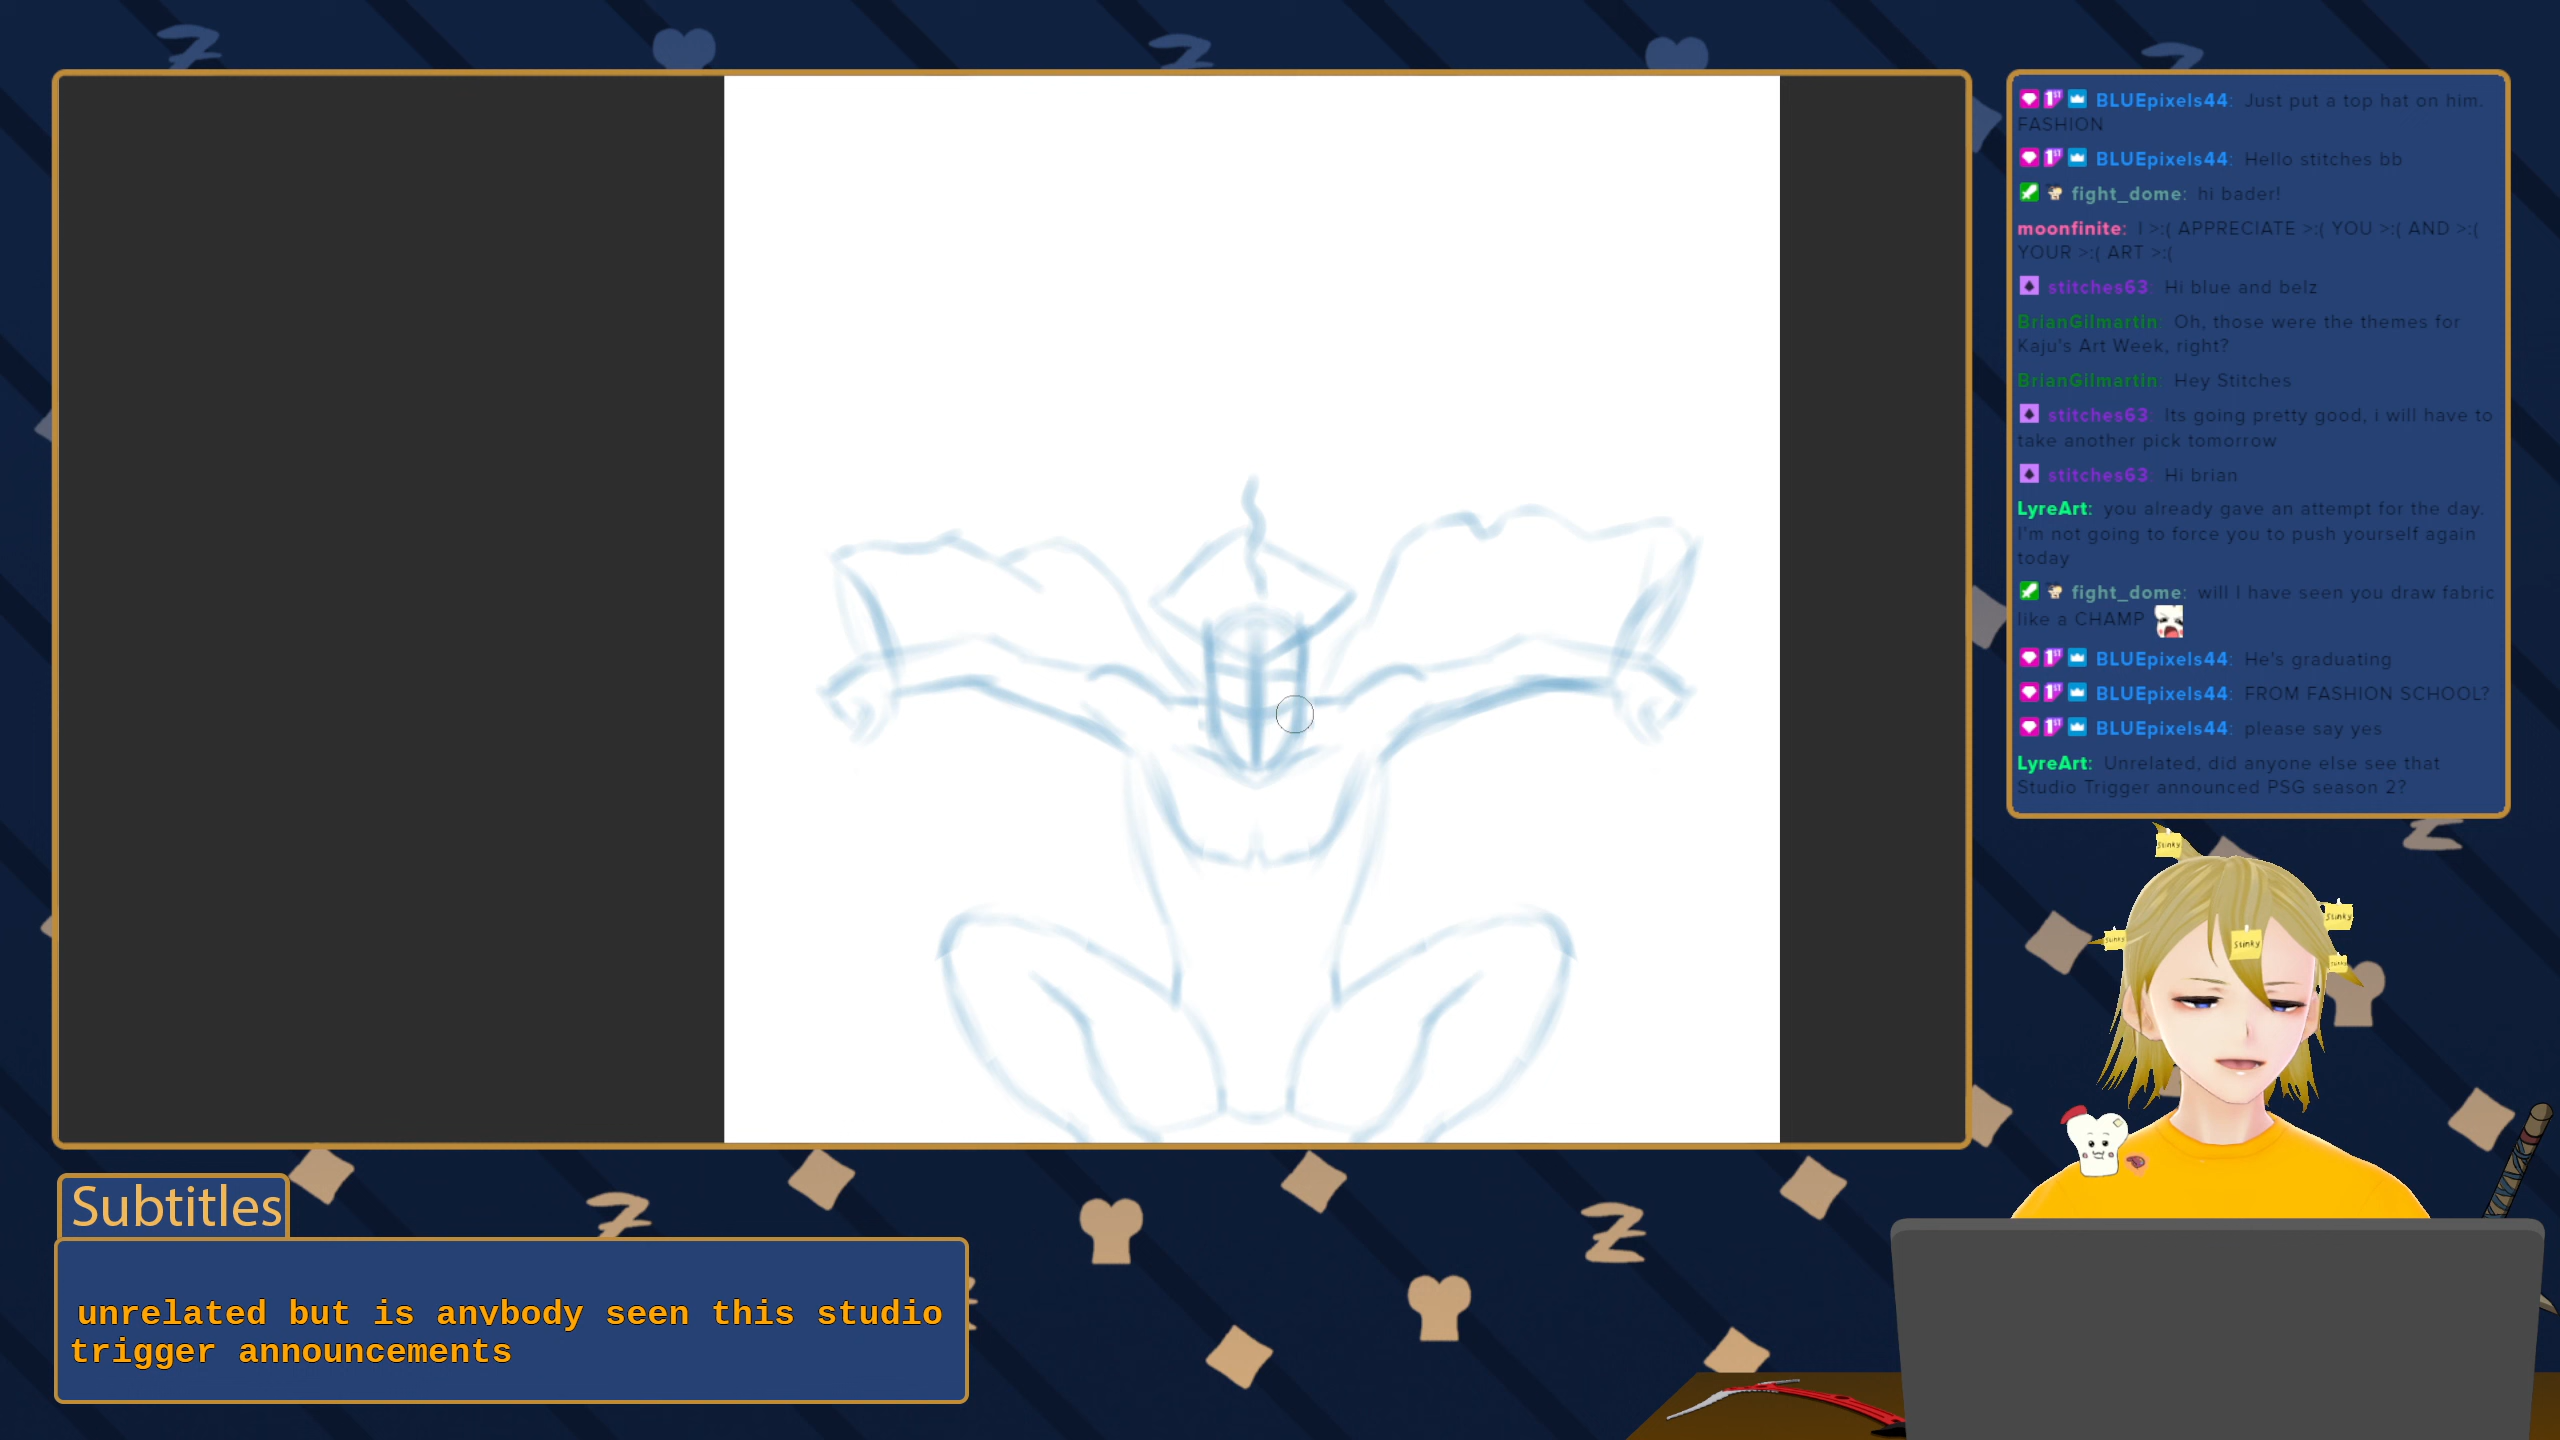 BLUEpixels44: Just put a top hat on him.
FASHION
BLUEpixels44: Hello stitches bb
fight_dome: hi bader!
moonfinite: I >:( APPRECIATE >:( YOU >:( AND >:(
YOUR >:( ART >:(
stitches63: Hi blue and belz
BrianGilmartin: Oh, those were the themes for
Kaju's Art Week, right?
BrianGilmartin: Hey Stitches
stitches63: Its going pretty good, i will have to
take another pick tomorrow
stitches63: Hi brian
LyreArt: you already gave an attempt for the day.
I'm not going to force you to push yourself again
today
fight_dome: will I have seen you draw fabric
like a CHAMP
BLUEpixels44: He's graduating
BLUEpixels44: FROM FASHION SCHOOL?
BLUEpixels44: please say yes
LyreArt: Unrelated, did anyone else see that
Studio Trigger announced PSG season 2?
Stinky
Stinky
Stinky
Stinky
Stinky
Subtitles
unrelated but is anybody seen this studio
trigger announcements